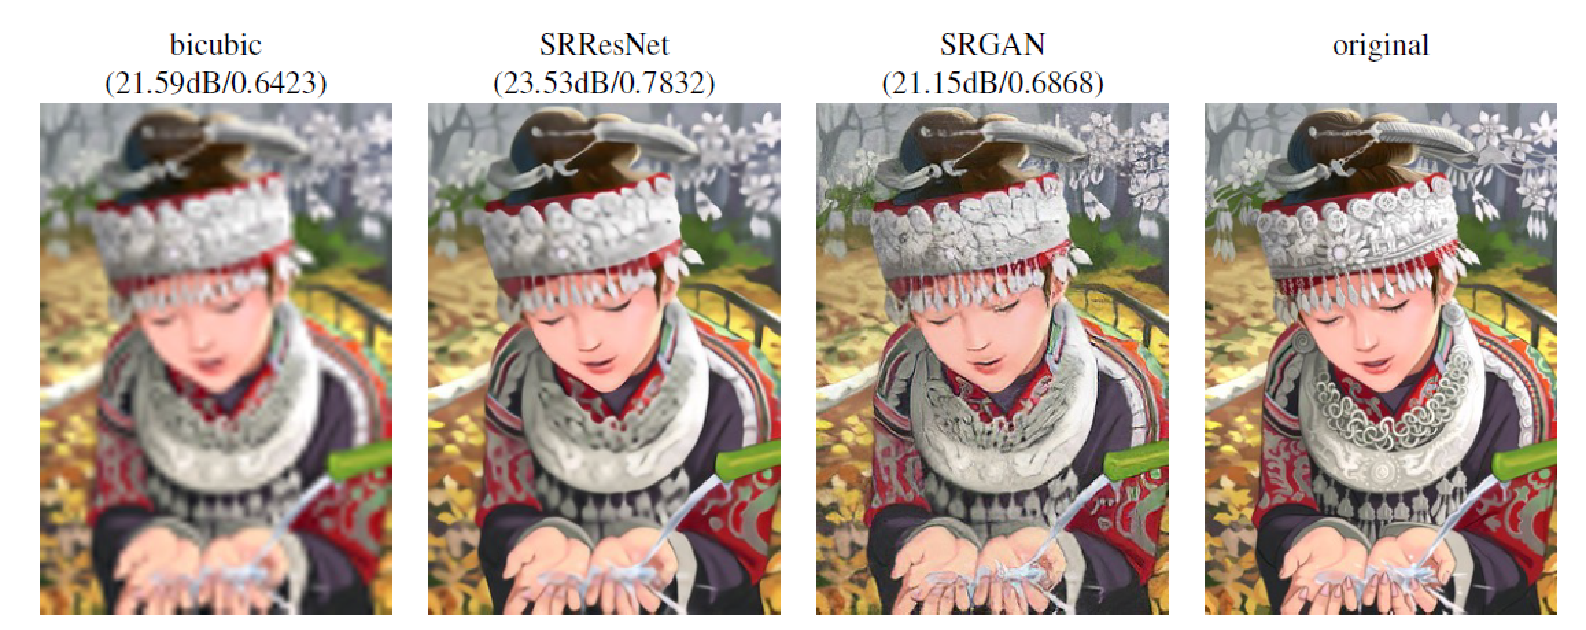 bicubic
(21.59dB/0.6423)
SRResNet
(23.53dB/0.7832)
SRGAN
(21.15dB/0.6868)
original